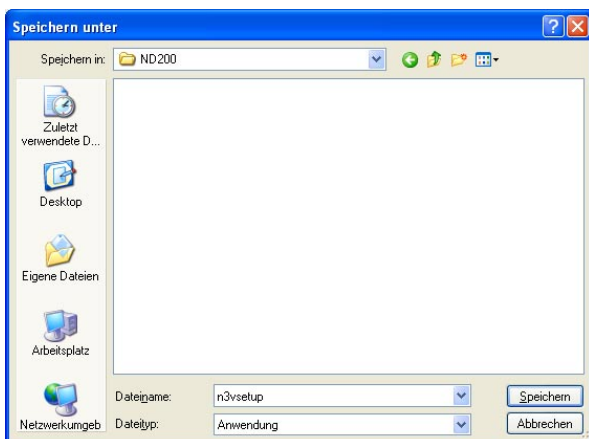 Speichern unter
Speichern in:
ND200
Zuletzt
verwendete D...
Desktop
Eigene Dateien
Arbeitsplatz
Netzwerkumgeb
Dateiname:
n3vsetup
Speichern
Dateityp:
Anwendung
Abbrechen